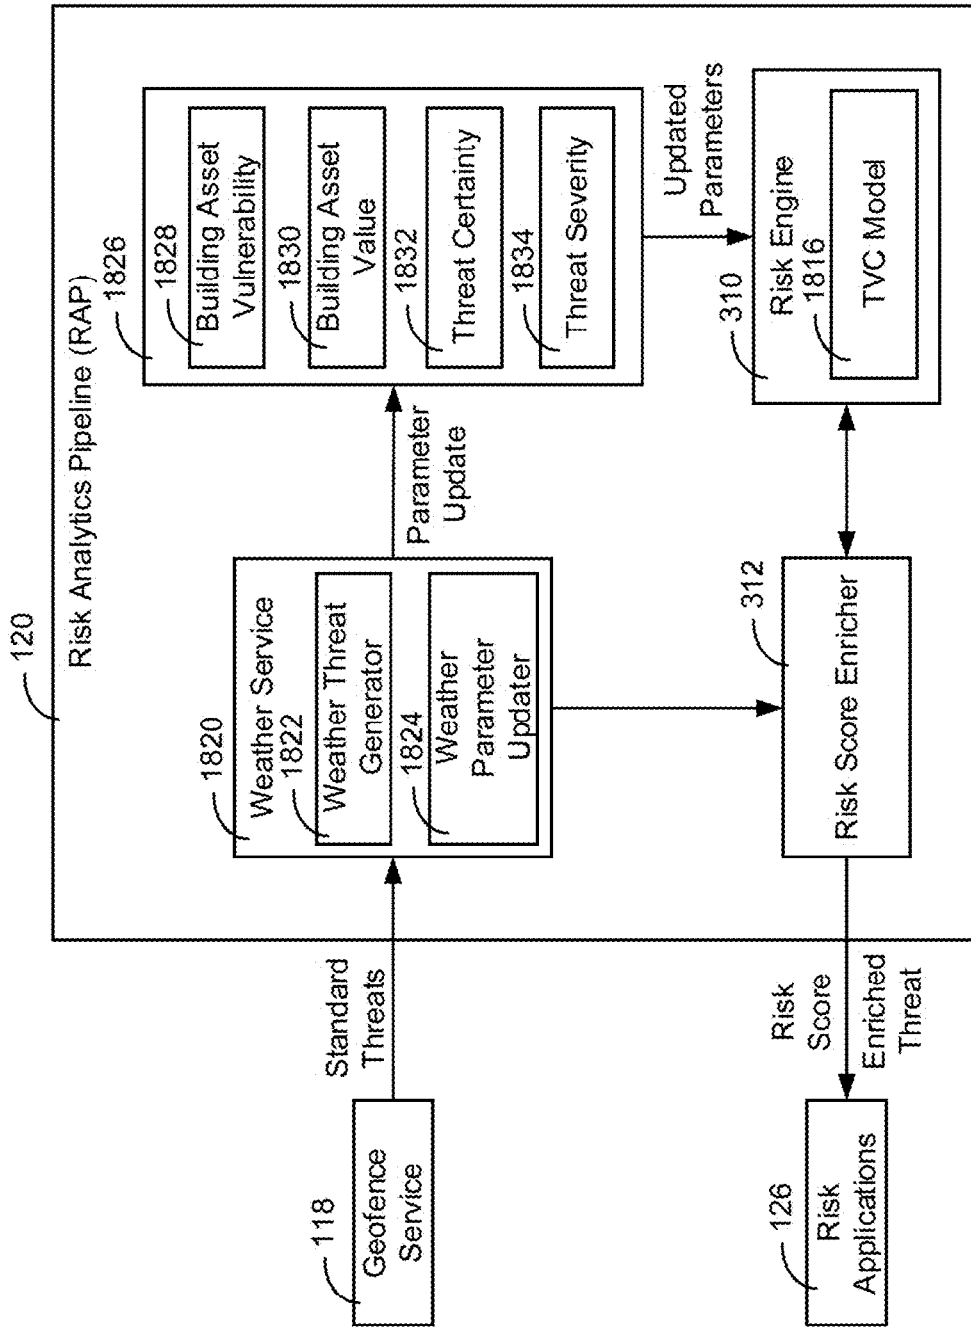 120
Risk Analytics Pipeline (RAP)
118
Geofence
Service
Standard
Threats
1820
Weather Service
1822
Weather Threat
Generator
1824
Weather
Parameter
Updater
Parameter
Update
1826
1828
Building Asset
Vulnerability
1830
Building Asset
Value
1832
Threat Certainty
1834
Threat Severity
Updated
Parameters
126
Risk
Applications
Risk
Score
Enriched
Threat
312
Risk Score Enricher
310
Risk Engine
1816
TVC Model